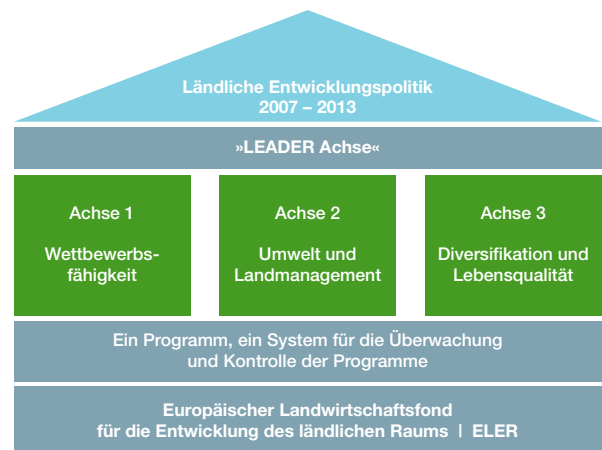 Ländliche Entwicklungspolitik
2007 – 2013
»LEADER Achse«
Achse 1
Wettbewerbs-
fähigkeit
Achse 2
Umwelt und
Landmanagement
Achse 3
Diversifikation und
Lebensqualität
Ein Programm, ein System für die Überwachung
und Kontrolle der Programme
Europäischer Landwirtschaftsfond
für die Entwicklung des ländlichen Raums | ELER